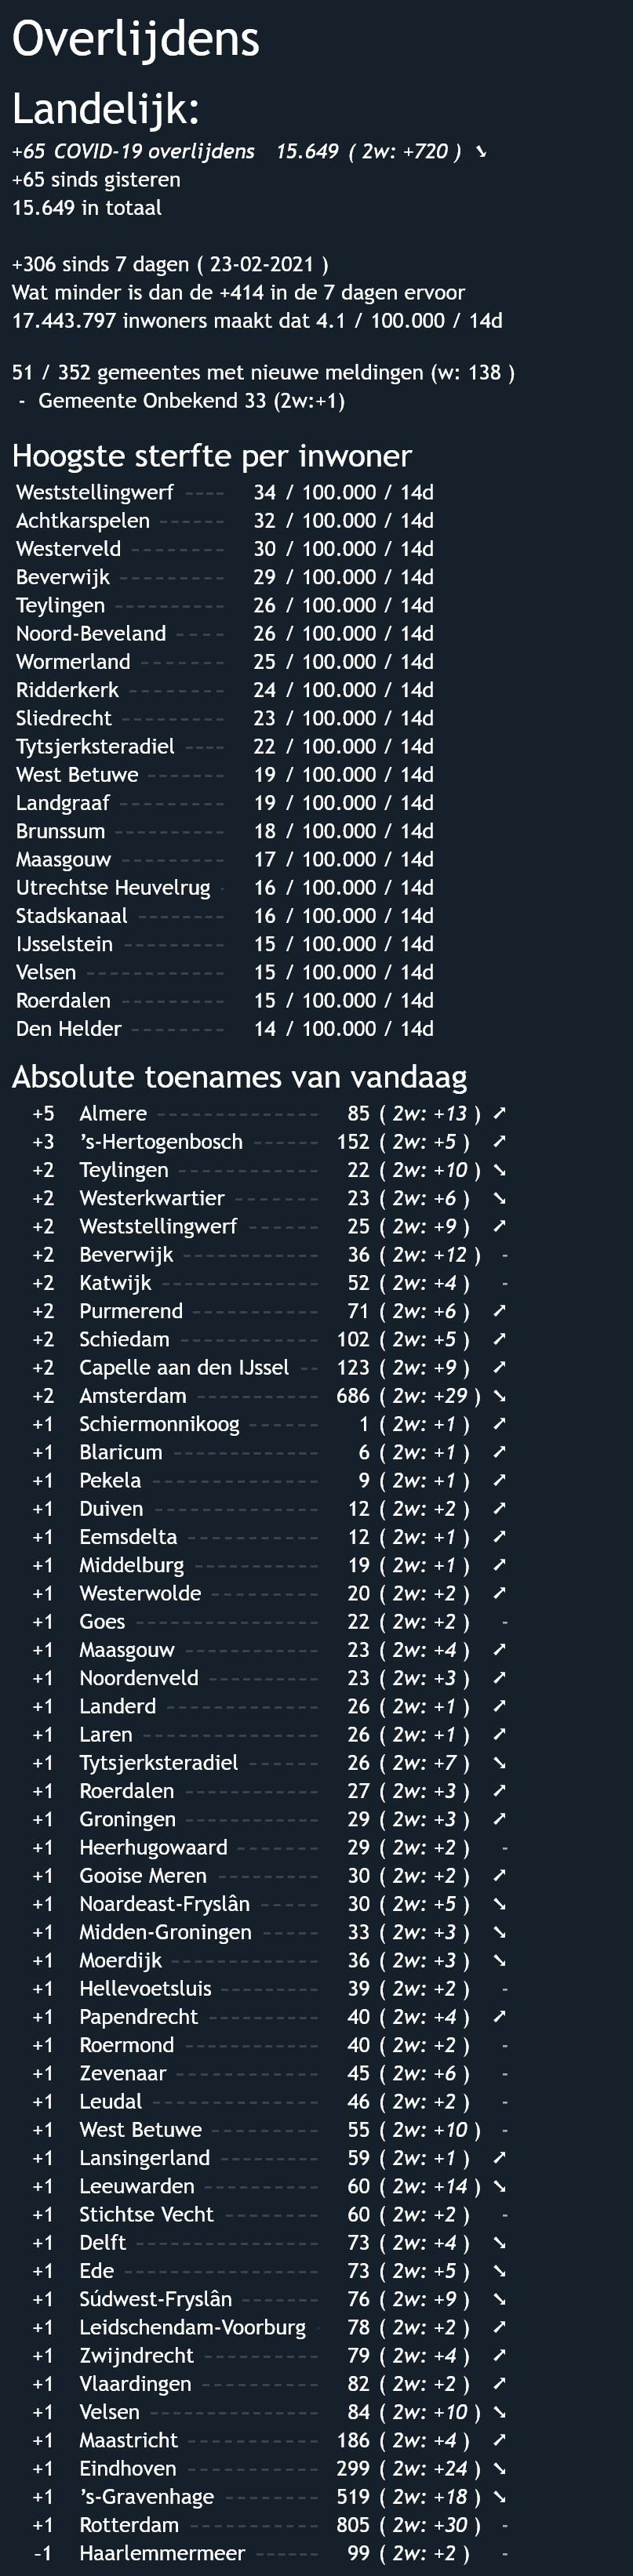 Overlijdens
Landelijk:
+65 COVID-19 overlijdens 15.649 ( 2w: +720 ) ➘
+65 sinds gisteren
15.649 in totaal
+306 sinds 7 dagen ( 23-02-2021 )
Wat minder is dan de +414 in de 7 dagen ervoor
17.443.797 inwoners maakt dat 4.1 / 100.000 / 14d
51 / 352 gemeentes met nieuwe meldingen (w: 138 )
- Gemeente Onbekend 33 (2w:+1)
Hoogste sterfte per inwoner
Weststellingwerf ---- 34 / 100.000 / 14d
Achtkarspelen ------ 32 / 100.000 / 14d
Westerveld -------- 30 / 100.000 / 14d
Beverwijk --------- 29 / 100.000 / 14d
Teylingen ---------- 26 / 100.000 / 14d
Noord-Beveland ---- 26 / 100.000 / 14d
Wormerland ------- 25 / 100.000 / 14d
Ridderkerk --------- 24 / 100.000 / 14d
Sliedrecht --------- 23 / 100.000 / 14d
Tytsjerksteradiel ---- 22 / 100.000 / 14d
West Betuwe ------- 19 / 100.000 / 14d
Landgraaf --------- 19 / 100.000 / 14d
Brunssum ---------- 18 / 100.000 / 14d
Maasgouw --------- 17 / 100.000 / 14d
Utrechtse Heuvelrug - 16 / 100.000 / 14d
Stadskanaal -------- 16 / 100.000 / 14d
IJsselstein --------- 15 / 100.000 / 14d
Velsen ------------ 15 / 100.000 / 14d
Roerdalen --------- 15 / 100.000 / 14d
Den Helder -------- 14 / 100.000 / 14d
Absolute toenames van vandaag
+5 Almere -------------- 85 ( 2w: +13 ) ➚
+3 ’s-Hertogenbosch ------ 152 ( 2w: +5 ) ➚
+2 Teylingen ------------ 22 ( 2w: +10 ) ➘
+2 Westerkwartier ------- 23 ( 2w: +6 ) ➘
+2 Weststellingwerf ------ 25 ( 2w: +9 ) ➚
+2 Beverwijk ------------ 36 ( 2w: +12 ) -
+2 Katwijk ------------- 52 ( 2w: +4 ) -
+2 Purmerend ----------- 71 ( 2w: +6 ) ➚
+2 Schiedam ------------ 102 ( 2w: +5 ) ➚
+2 Capelle aan den IJssel -- 123 ( 2w: +9 ) ➚
+2 Amsterdam ---------- 686 ( 2w: +29 ) ➘
+1 Schiermonnikoog ------ 1 ( 2w: +1 ) ➚
+1 Blaricum ------------ 6 ( 2w: +1 ) ➚
+1 Pekela -------------- 9 ( 2w: +1 ) ➚
+1 Duiven -------------- 12 ( 2w: +2 ) ➚
+1 Eemsdelta ----------- 12 ( 2w: +1 ) ➚
+1 Middelburg ---------- 19 ( 2w: +1 ) ➚
+1 Westerwolde --------- 20 ( 2w: +2 ) ➚
+1 Goes ---------------- 22 ( 2w: +2 ) -
+1 Maasgouw ----------- 23 ( 2w: +4 ) ➚
+1 Noordenveld --------- 23 ( 2w: +3 ) ➚
+1 Landerd ------------- 26 ( 2w: +1 ) ➚
+1 Laren --------------- 26 ( 2w: +1 ) ➚
+1 Tytsjerksteradiel ------ 26 ( 2w: +7 ) ➘
+1 Roerdalen ----------- 27 ( 2w: +3 ) ➚
+1 Groningen ----------- 29 ( 2w: +3 ) ➚
+1 Heerhugowaard ------- 29 ( 2w: +2 ) -
+1 Gooise Meren --------- 30 ( 2w: +2 ) ➚
+1 Noardeast-Fryslân ----- 30 ( 2w: +5 ) ➘
+1 Midden-Groningen ----- 33 ( 2w: +3 ) ➘
+1 Moerdijk ------------ 36 ( 2w: +3 ) ➘
+1 Hellevoetsluis -------- 39 ( 2w: +2 ) -
+1 Papendrecht --------- 40 ( 2w: +4 ) ➚
+1 Roermond ----------- 40 ( 2w: +2 ) -
+1 Zevenaar ------------ 45 ( 2w: +6 ) -
+1 Leudal -------------- 46 ( 2w: +2 ) -
+1 West Betuwe --------- 55 ( 2w: +10 ) -
+1 Lansingerland -------- 59 ( 2w: +1 ) ➚
+1 Leeuwarden --------- 60 ( 2w: +14 ) ➘
+1 Stichtse Vecht -------- 60 ( 2w: +2 ) -
+1 Delft --------------- 73 ( 2w: +4 ) ➘
+1 Ede ----------------- 73 ( 2w: +5 ) ➘
+1 Súdwest-Fryslân ------- 76 ( 2w: +9 ) ➘
+1 Leidschendam-Voorburg - 78 ( 2w: +2 ) ➚
+1 Zwijndrecht ---------- 79 ( 2w: +4 ) ➚
+1 Vlaardingen ---------- 82 ( 2w: +2 ) ➚
+1 Velsen -------------- 84 ( 2w: +10 ) ➘
+1 Maastricht ----------- 186 ( 2w: +4 ) ➚
+1 Eindhoven ----------- 299 ( 2w: +24 ) ➘
+1 ’s-Gravenhage -------- 519 ( 2w: +18 ) ➘
+1 Rotterdam ----------- 805 ( 2w: +30 ) -
-1 Haarlemmermeer ------ 99 ( 2w: +2 ) -